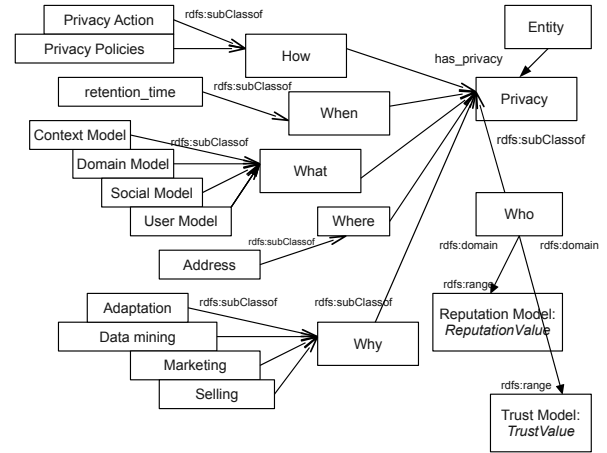 Privacy Action
rdfs:subClassof
Entity
Privacy Policies
How
has_privacy
rdfs:subClassof
retention_time
When
Privacy
Context Model
rdfs:subClassof
rdfs:subClassof
Domain Model
What
Social Model
User Model
Where
Who
rdfs:subClassof
rdfs:domain
rdfs:domain
Address
rdfs:range
Adaptation
rdfs:subClassof
rdfs:subClassof
Reputation Model:
ReputationValue
Data mining
Why
Marketing
Selling
rdfs:range
Trust Model:
TrustValue